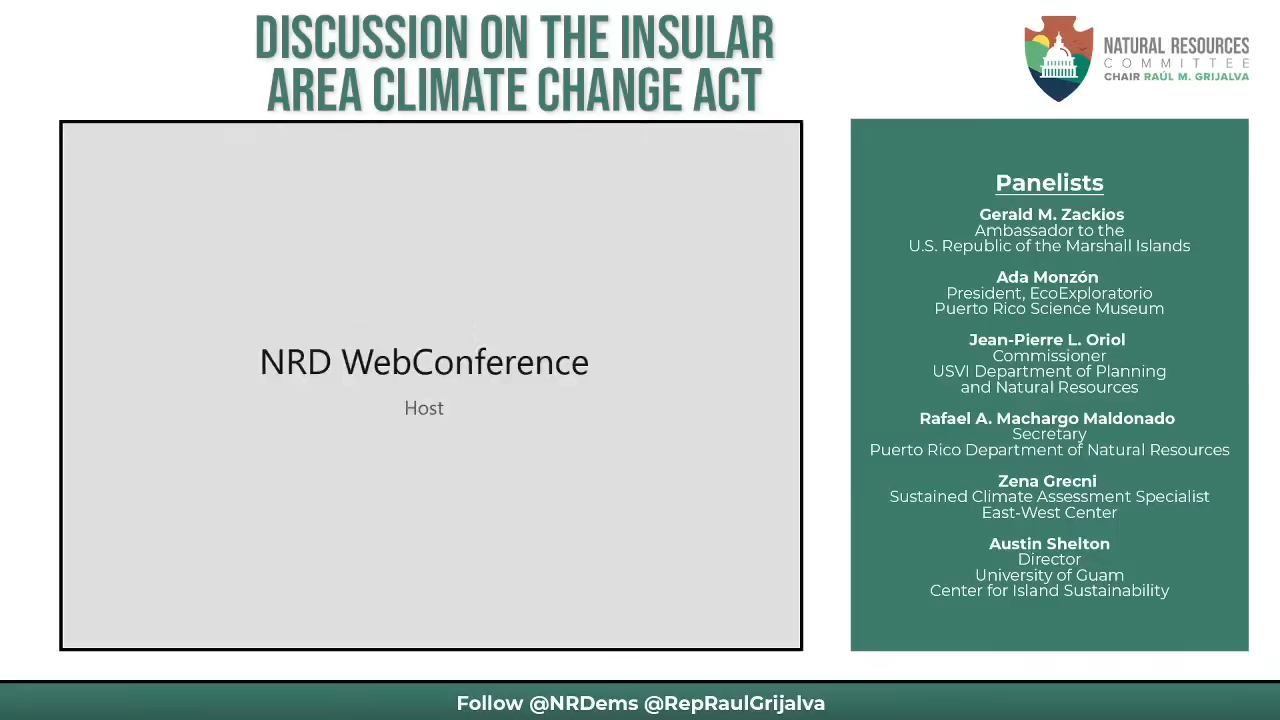 DISCUSSION ON THE INSULAR
AREA CLIMATE CHANGE ACT
NATURAL RESOURCES
COMMITTEE
CHAIR RAÚL M. GRIJALVA
NRD WebConference
Host
Panelists
Gerald M. Zackios
Ambassador to the
U.S. Republic of the Marshall Islands
Ada Monzón
President, EcoExploratorio
Puerto Rico Science Museum
Jean-Pierre L. Oriol
Commissioner
USVI Department of Planning
and Natural Resources
Rafael A. Machargo Maldonado
Secretary
Puerto Rico Department of Natural Resources
Zena Grecni
Sustained Climate Assessment Specialist
East-West Center
Austin Shelton
Director
University of Guam
Center for Island Sustainability
Follow @NRDems @RepRaulGrijalva